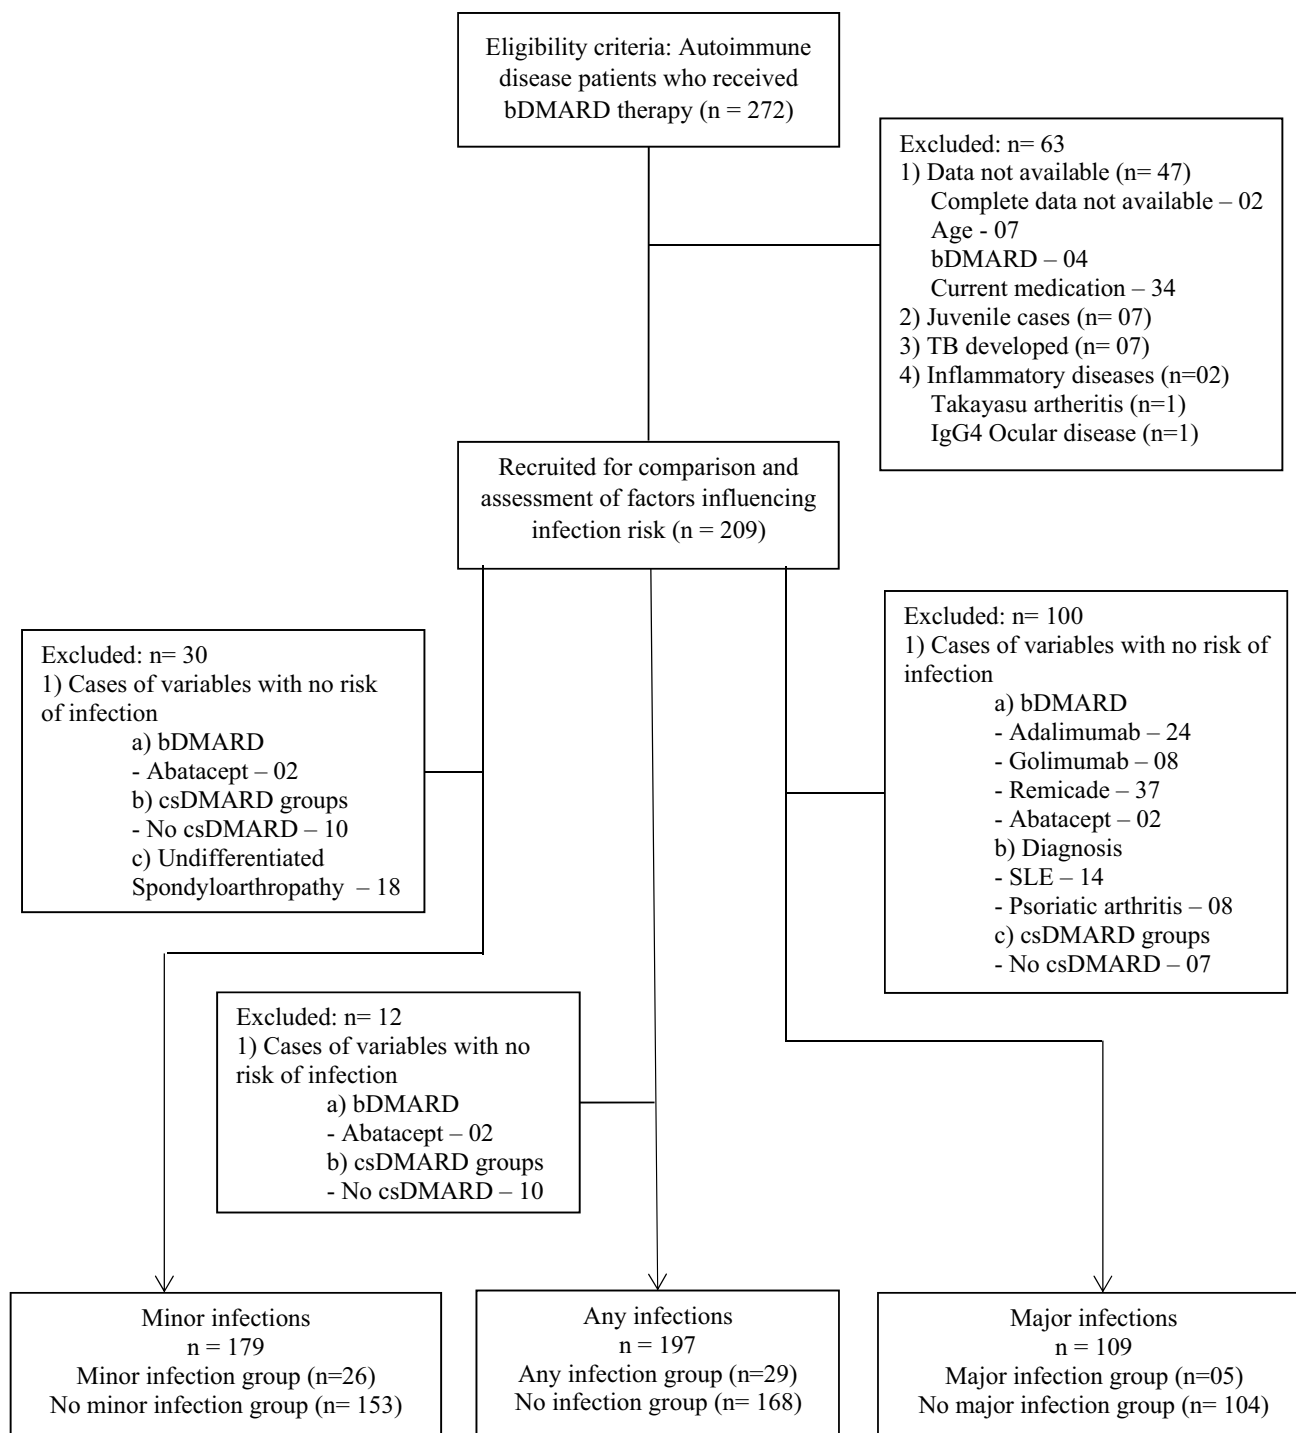 Eligibility criteria: Autoimmune
disease patients who received
bDMARD therapy (n = 272)
Excluded: n= 63
1) Data not available (n= 47)
Complete data not available – 02
Age - 07
bDMARD – 04
Current medication – 34
2) Juvenile cases (n= 07)
3) TB developed (n= 07)
4) Inflammatory diseases (n=02)
Takayasu artheritis (n=1)
IgG4 Ocular disease (n=1)
Recruited for comparison and
assessment of factors influencing
infection risk (n = 209)
Excluded: n= 30
1) Cases of variables with no risk
of infection
a) bDMARD
- Abatacept – 02
b) csDMARD groups
- No csDMARD – 10
c) Undifferentiated
Spondyloarthropathy – 18
Excluded: n= 100
1) Cases of variables with no risk of
infection
a) bDMARD
- Adalimumab – 24
- Golimumab – 08
- Remicade – 37
- Abatacept – 02
b) Diagnosis
- SLE – 14
- Psoriatic arthritis – 08
c) csDMARD groups
- No csDMARD – 07
Excluded: n= 12
1) Cases of variables with no
risk of infection
a) bDMARD
- Abatacept – 02
b) csDMARD groups
- No csDMARD – 10
Minor infections
n = 179
Minor infection group (n=26)
No minor infection group (n= 153)
Any infections
n = 197
Any infection group (n=29)
No infection group (n= 168)
Major infections
n = 109
Major infection group (n=05)
No major infection group (n= 104)